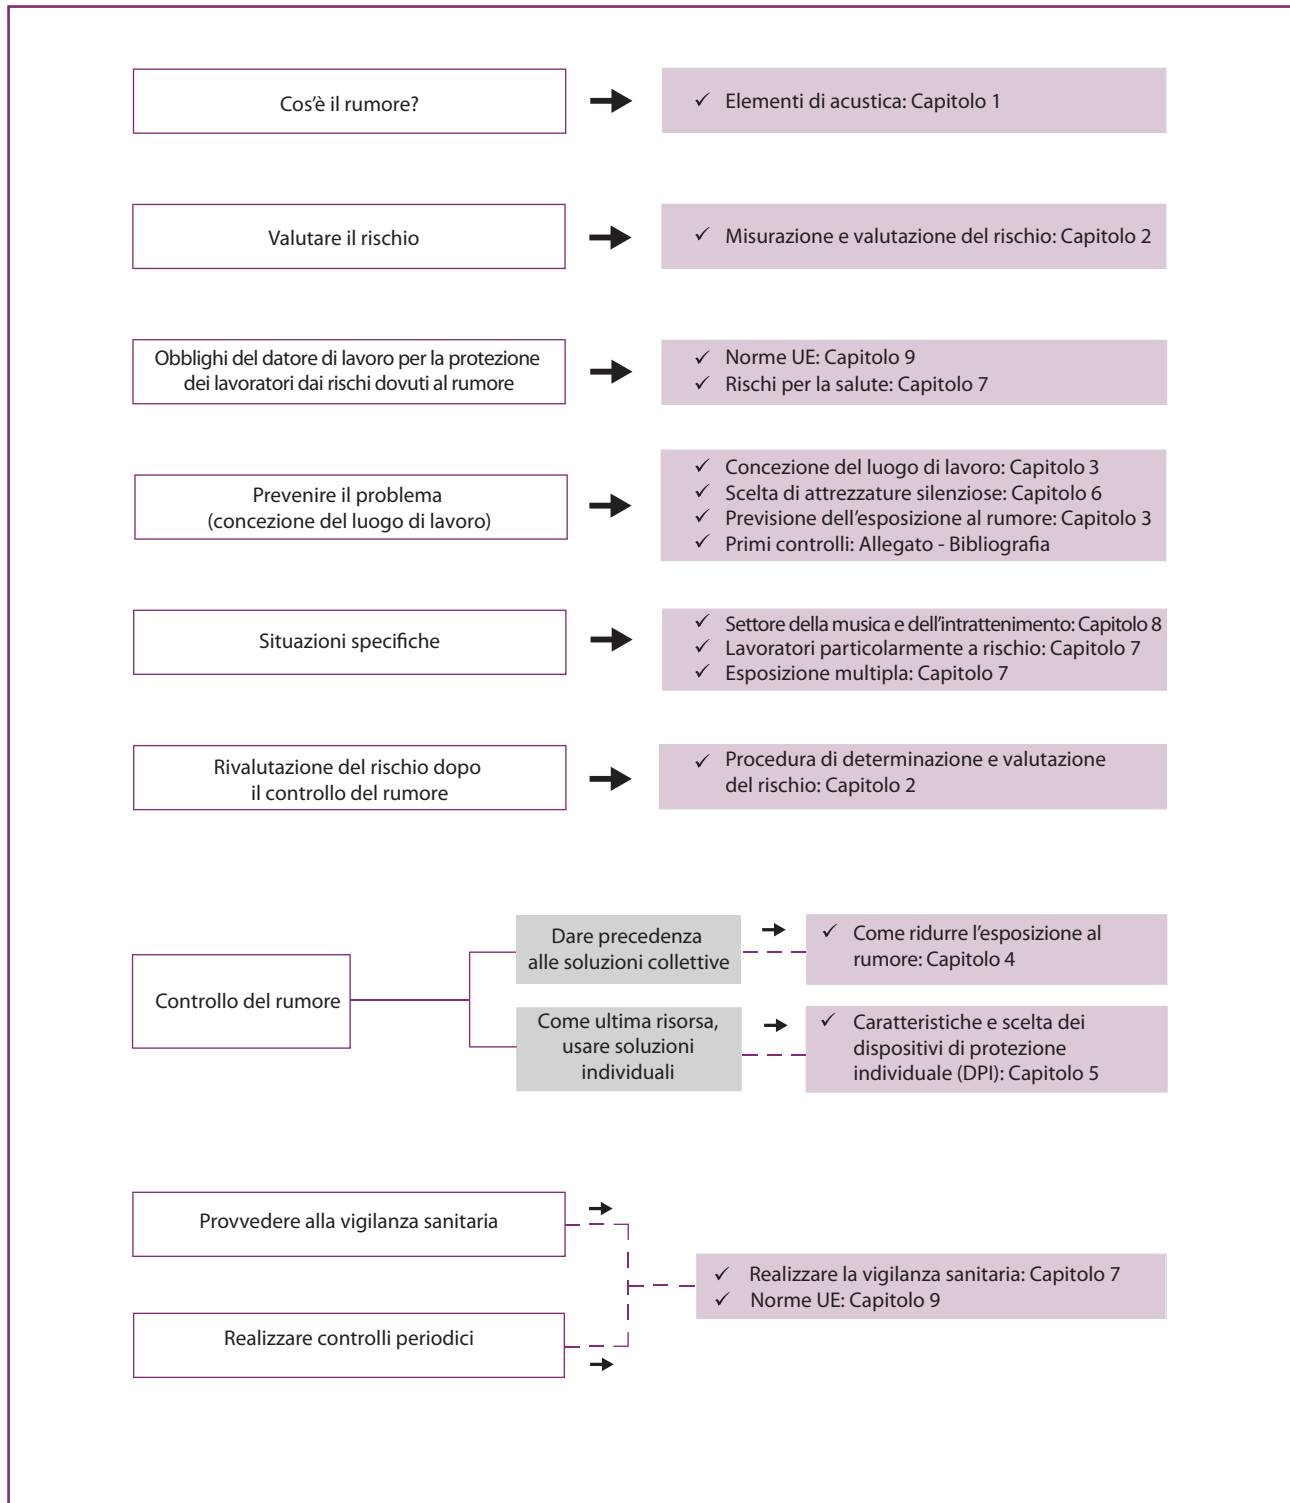 Cos'è il rumore?
✓ Elementi di acustica: Capitolo 1
Valutare il rischio
✓ Misurazione e valutazione del rischio: Capitolo 2
Obblighi del datore di lavoro per la protezione
dei lavoratori dai rischi dovuti al rumore
✓ Norme UE: Capitolo 9
✓ Rischi per la salute: Capitolo 7
Prevenire il problema
(concezione del luogo di lavoro)
✓ Concezione del luogo di lavoro: Capitolo 3
✓ Scelta di attrezzature silenziose: Capitolo 6
✓ Previsione dell'esposizione al rumore: Capitolo 3
✓ Primi controlli: Allegato - Bibliografia
Situazioni specifiche
✓ Settore della musica e dell'intrattenimento: Capitolo 8
✓ Lavoratori particolarmente a rischio: Capitolo 7
✓ Esposizione multipla: Capitolo 7
Rivalutazione del rischio dopo
il controllo del rumore
✓ Procedura di determinazione e valutazione
del rischio: Capitolo 2
Controllo del rumore
Dare precedenza
alle soluzioni collettive
✓ Come ridurre l'esposizione al
rumore: Capitolo 4
Come ultima risorsa,
usare soluzioni
individuali
✓ Caratteristiche e scelta dei
dispositivi di protezione
individuale (DPI): Capitolo 5
Provvedere alla vigilanza sanitaria
Realizzare controlli periodici
✓ Realizzare la vigilanza sanitaria: Capitolo 7
✓ Norme UE: Capitolo 9